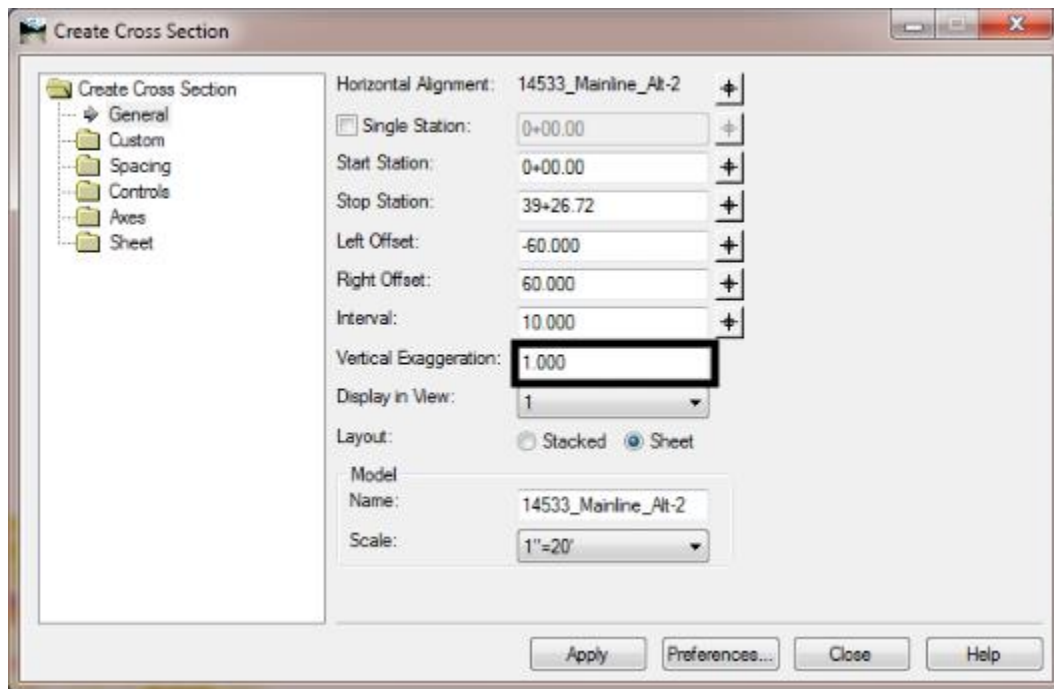 Create Cross Section
Create Cross Section
General
Custom
Spacing
Controls
Axes
Sheet
Horizontal Alignment: 14533_Mainline_Alt-2
Single Station: 0+00.00
Start Station: 0+00.00
Stop Station: 39+26.72
Left Offset: -60.000
Right Offset: 60.000
Interval: 10.000
Vertical Exaggeration: 1.000
Display in View: 1
Layout: Stacked Sheet
Model
Name: 14533_Mainline_Alt-2
Scale: 1"=20'
Apply Preferences... Close Help